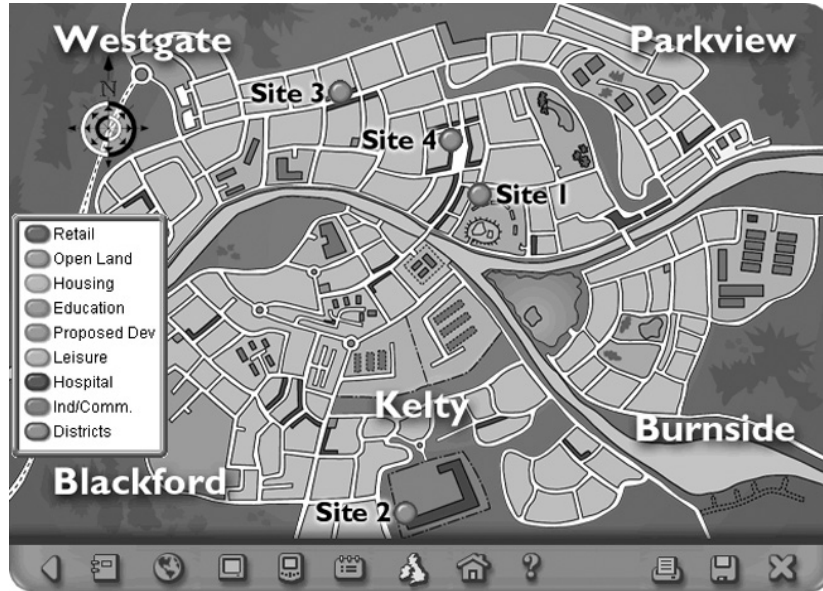 Westgate
Parkview
N
Site 3
Site 4
Site 1
Retail
Open Land
Housing
Education
Proposed Dev
Leisure
Hospital
Ind/Comm.
Districts
Kelty
Burnside
Blackford
Site 2
?